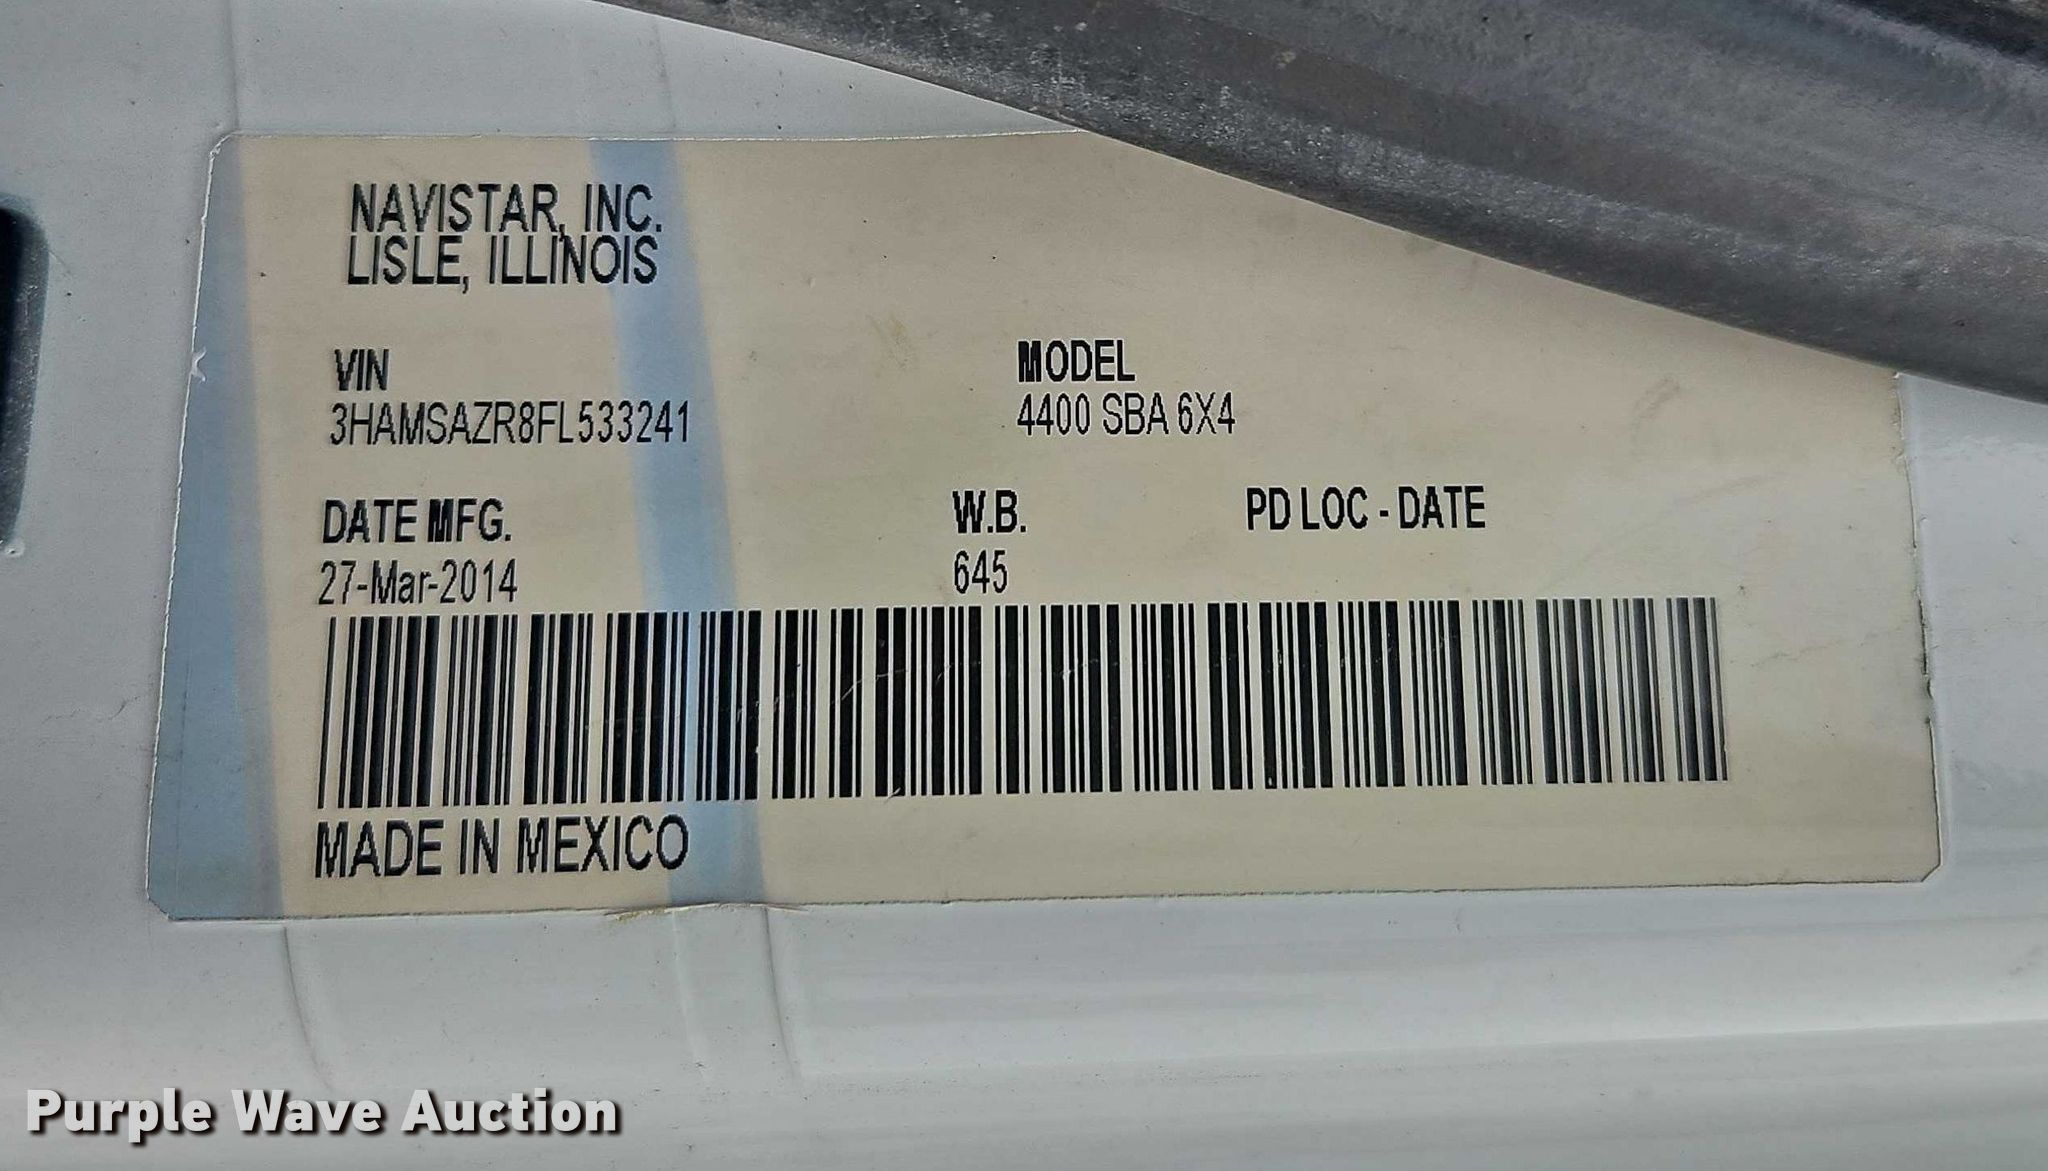 NAVISTAR, INC.
LISLE, ILLINOIS
VIN
3HAMSAZR8FL533241
MODEL
4400 SBA 6X4
DATE MFG.
27-Mar-2014
W.B.
645
PD LOC - DATE
MADE IN MEXICO
Purple Wave Auction